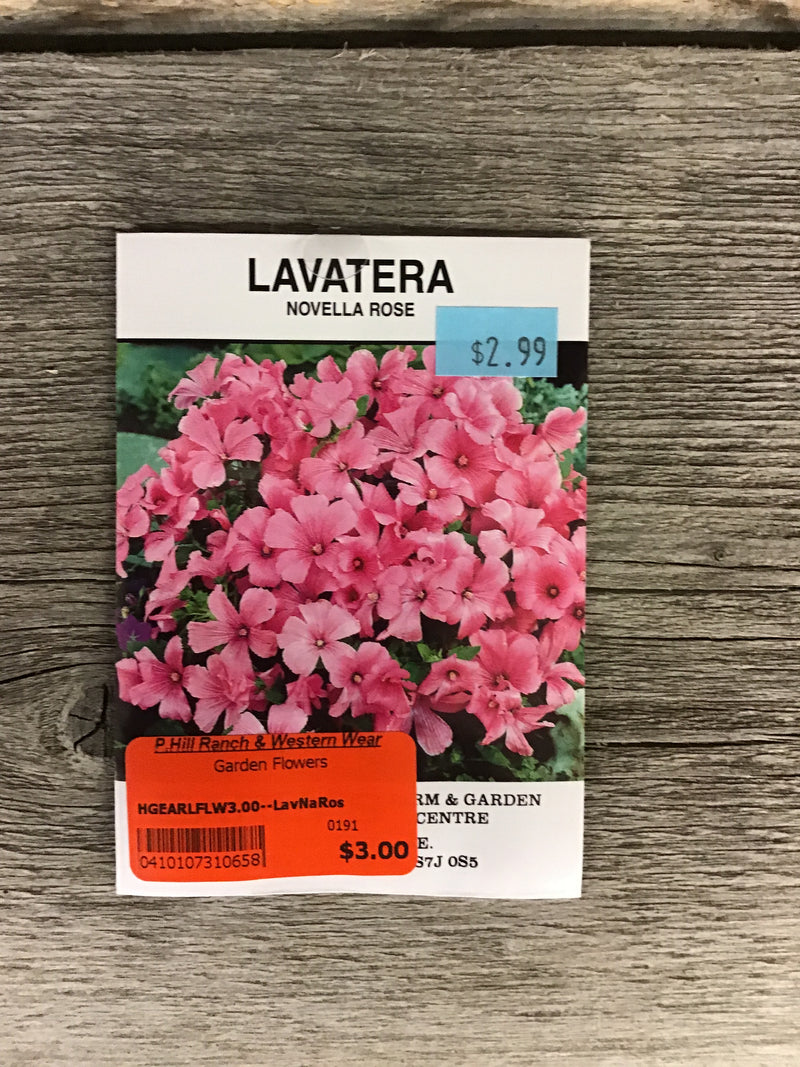 LAVATERA
NOVELLA ROSE
$2.99
P.Hill Ranch & Western Wear
Garden Flowers
HGEARLFLW3.00--LavNaRos
0191
0410107310658
$3.00
RM & GARDEN
CENTRE
E.
S7J 0S5